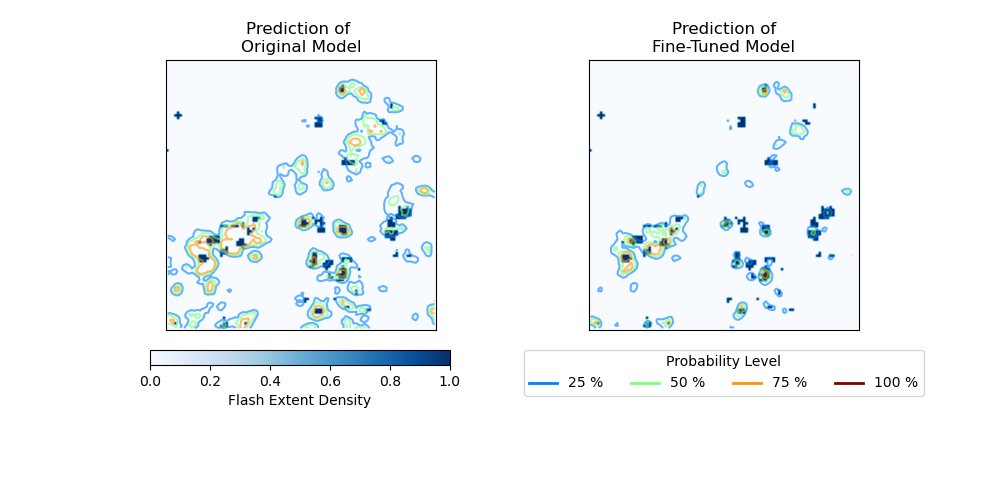 Prediction of
Original Model
Prediction of
Fine-Tuned Model
0.0 0.2 0.4 0.6 0.8 1.0
Flash Extent Density
Probability Level
25 % 50 % 75 % 100 %